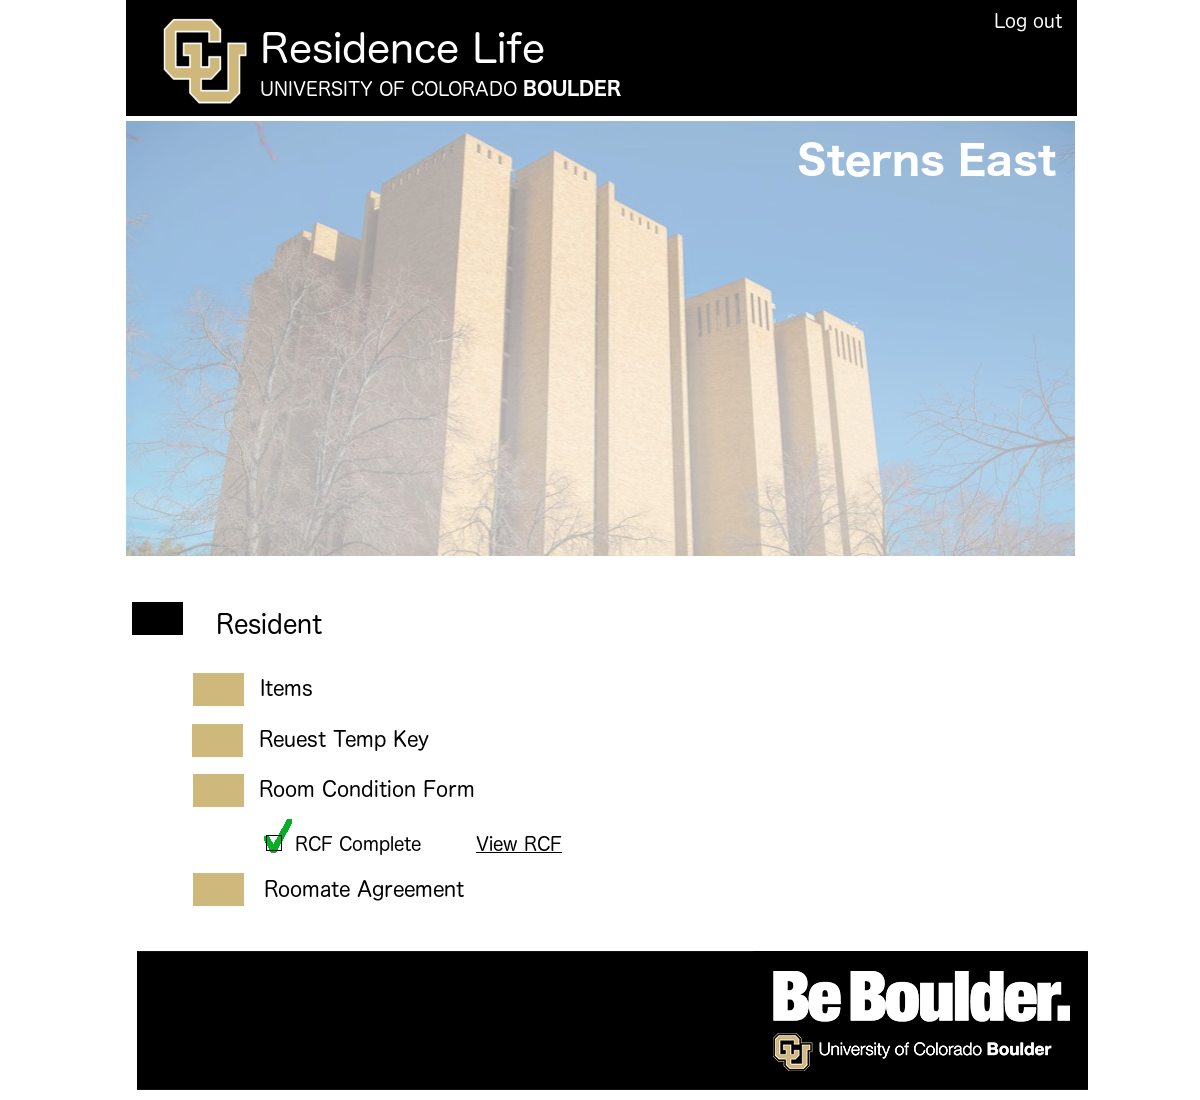 Log out
Residence Life
UNIVERSITY OF COLORADO BOULDER
Sterns East
Resident
Items
Reuest Temp Key
Room Condition Form
RCF Complete View RCF
Roomate Agreement
Be Boulder.
University of Colorado Boulder